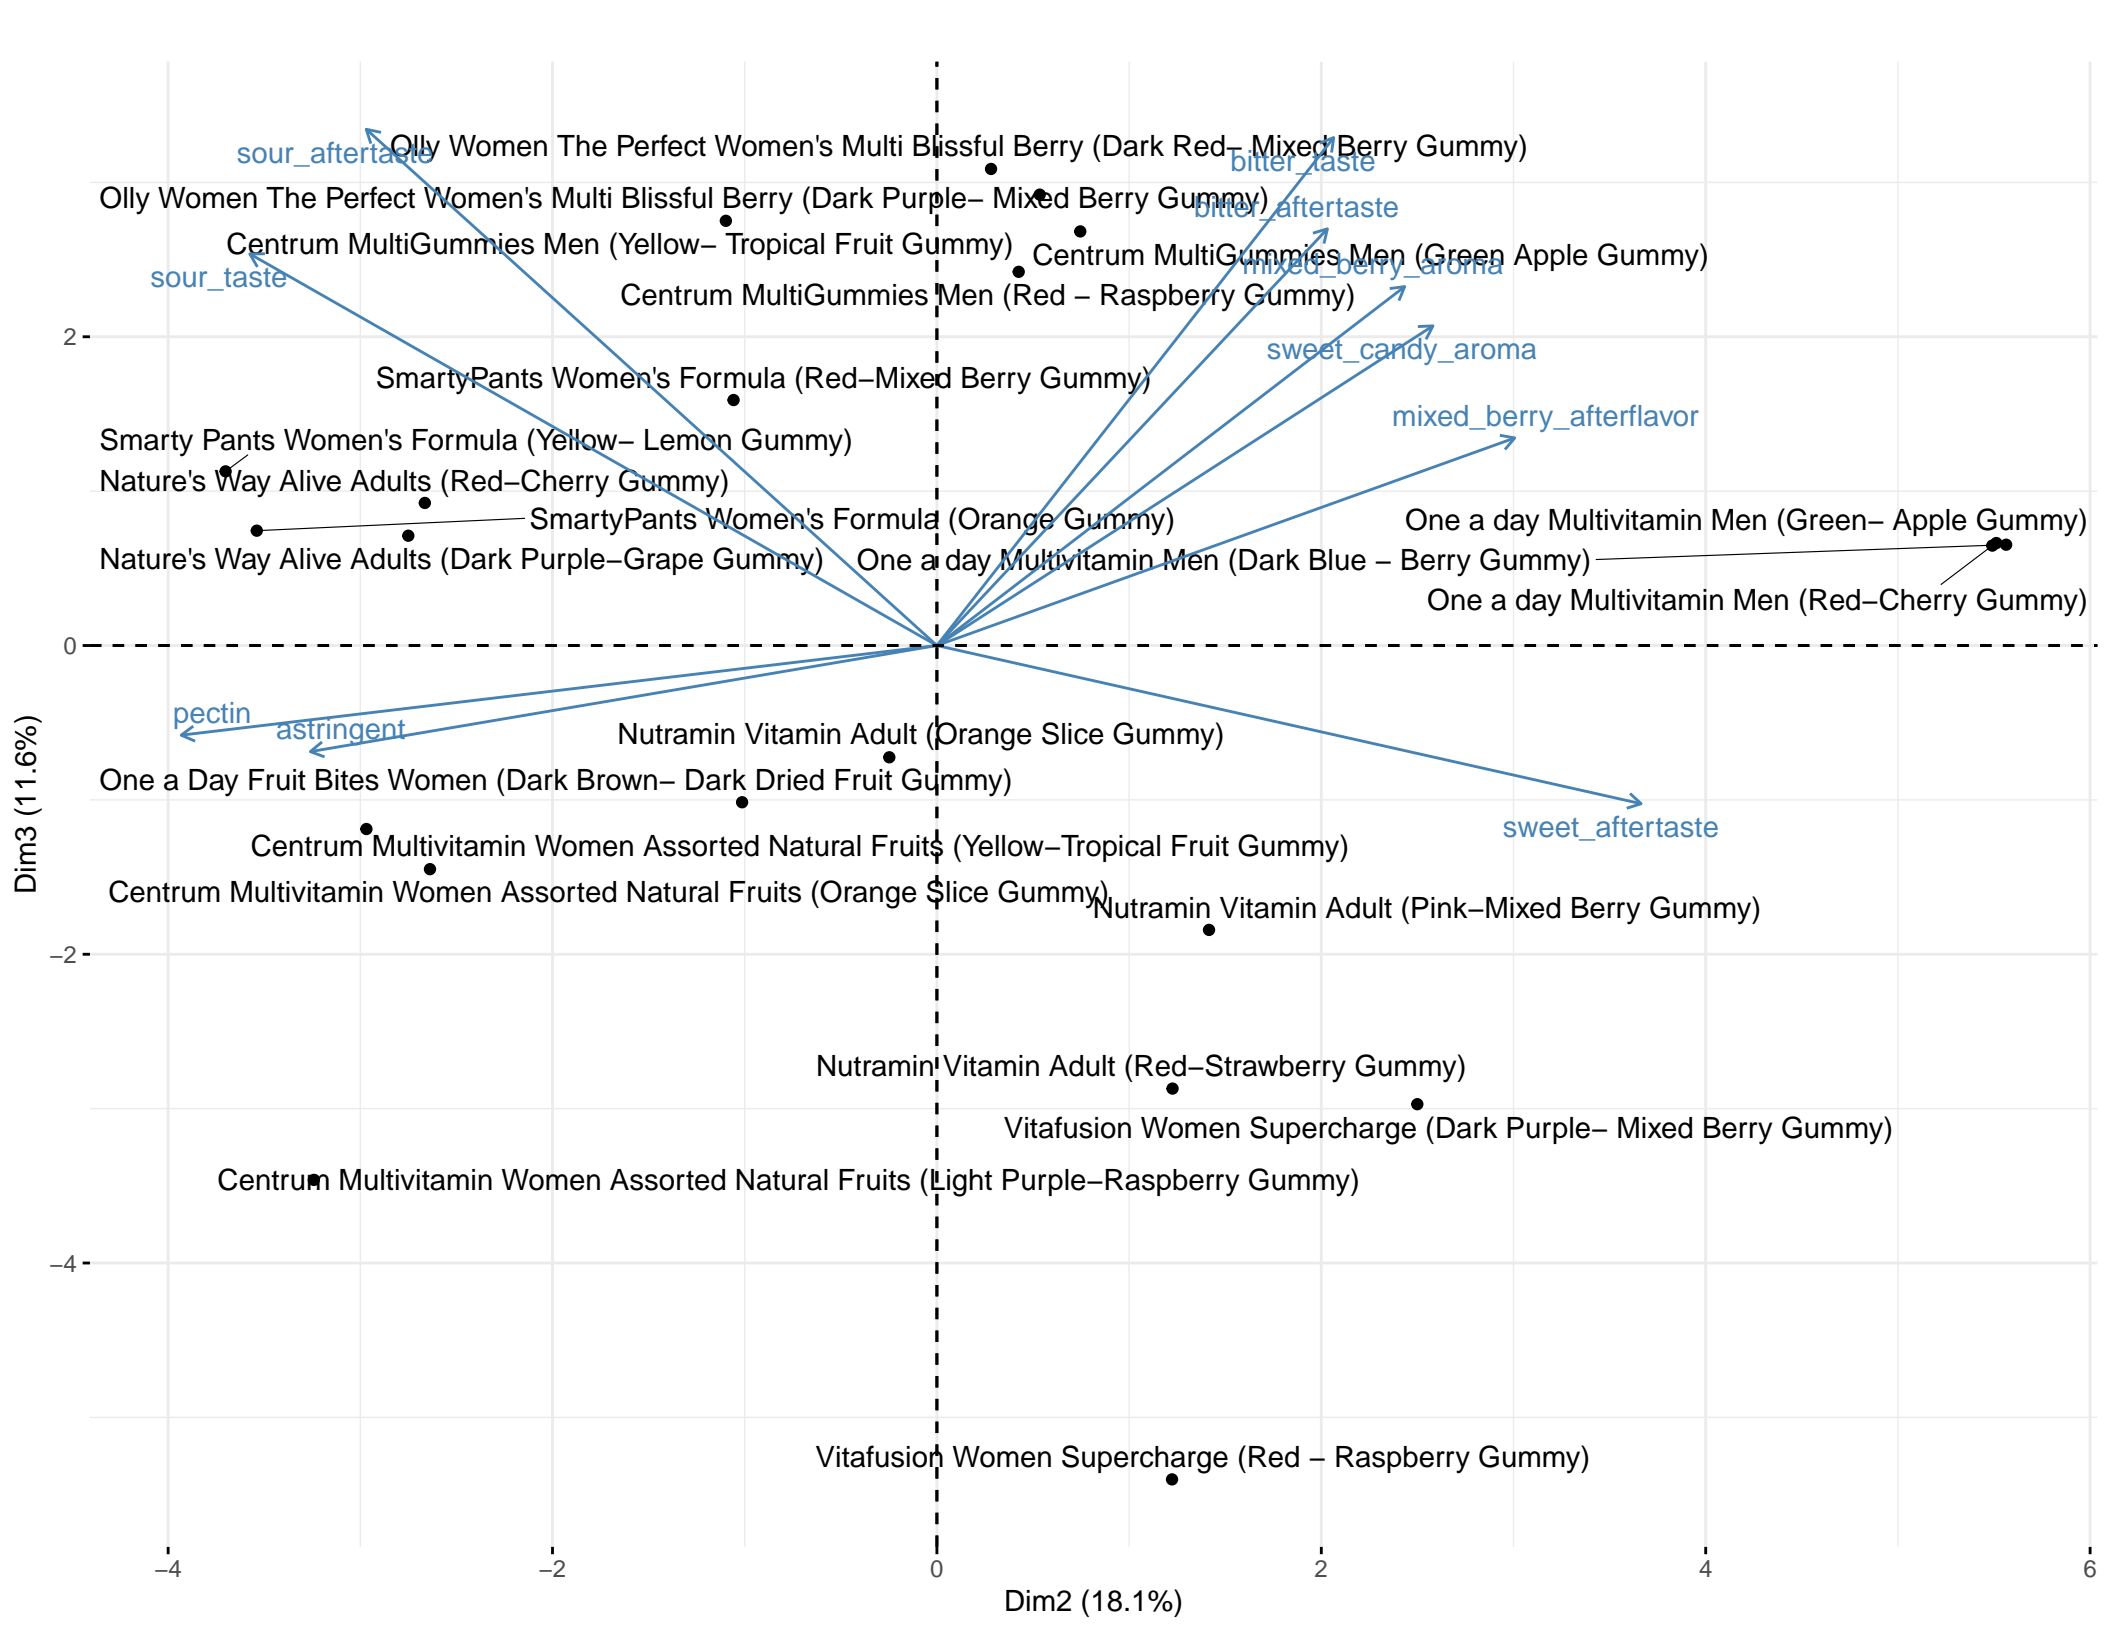 Olly Women The Perfect Women's Multi Blissful Berry (Dark Red− Mixed Berry Gummy)
sour_aftertaste
bitter_taste
Olly Women The Perfect Women's Multi Blissful Berry (Dark Purple− Mixed Berry Gummy)
bitter_aftertaste
Centrum MultiGummies Men (Yellow− Tropical Fruit Gummy)
Centrum MultiGummies Men (Green Apple Gummy)
mixed_berry_aroma
sour_taste
Centrum MultiGummies Men (Red − Raspberry Gummy)
2
sweet_candy_aroma
SmartyPants Women's Formula (Red−Mixed Berry Gummy)
mixed_berry_afterflavor
Smarty Pants Women's Formula (Yellow− Lemon Gummy)
Nature's Way Alive Adults (Red−Cherry Gummy)
SmartyPants Women's Formula (Orange Gummy)
One a day Multivitamin Men (Green− Apple Gummy)
Nature's Way Alive Adults (Dark Purple−Grape Gummy)
One a day Multivitamin Men (Dark Blue − Berry Gummy)
One a day Multivitamin Men (Red−Cherry Gummy)
0
pectin
astringent
Nutramin Vitamin Adult (Orange Slice Gummy)
One a Day Fruit Bites Women (Dark Brown− Dark Dried Fruit Gummy)
Dim3 (11.6%)
sweet_aftertaste
Centrum Multivitamin Women Assorted Natural Fruits (Yellow−Tropical Fruit Gummy)
Centrum Multivitamin Women Assorted Natural Fruits (Orange Slice Gummy)
Nutramin Vitamin Adult (Pink−Mixed Berry Gummy)
−2
Nutramin Vitamin Adult (Red−Strawberry Gummy)
Vitafusion Women Supercharge (Dark Purple− Mixed Berry Gummy)
Centrum Multivitamin Women Assorted Natural Fruits (Light Purple−Raspberry Gummy)
−4
Vitafusion Women Supercharge (Red − Raspberry Gummy)
−4 −2 0 2 4 6
Dim2 (18.1%)